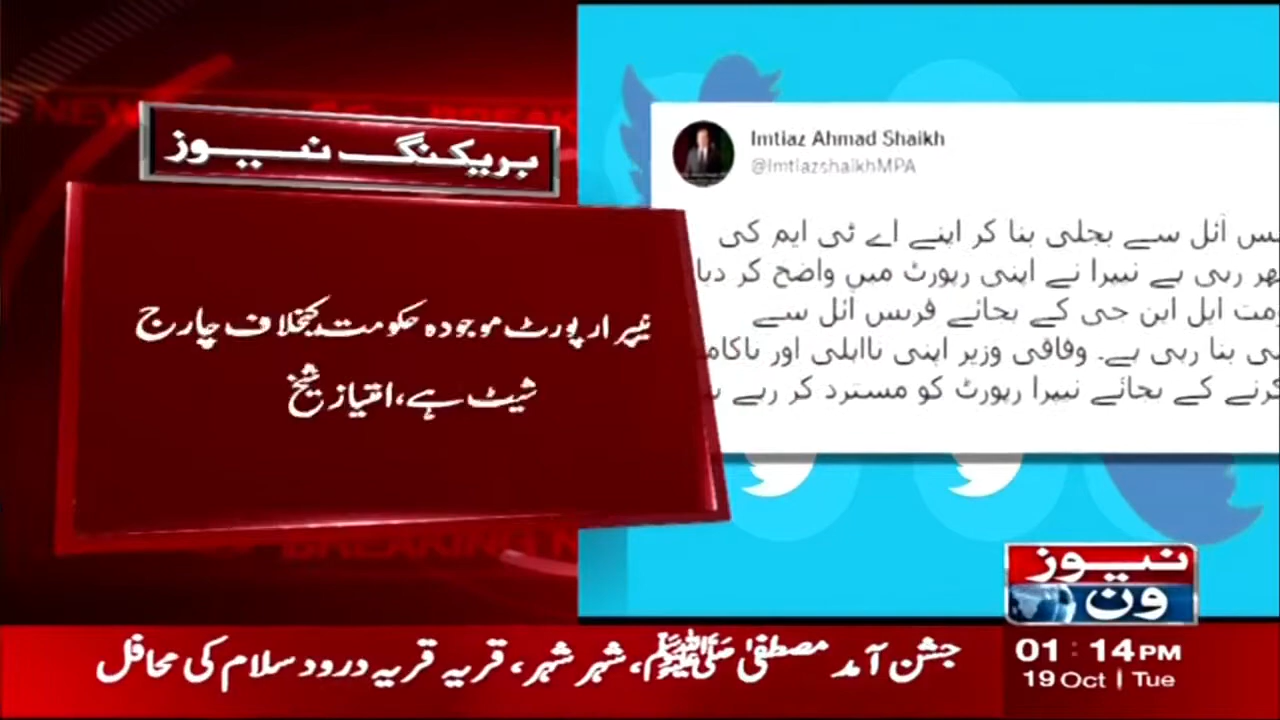 بریکنگ نیوز
نیپرا رپورٹ موجودہ حکومت کیخلاف چارج
شیٹ ہے، امتیاز شیخ
Imtiaz Ahmad Shaikh
@ImtiazshaikhMPA
آئل سے بجلی بنا کر اپنے اے ٹی ایم کی
رہی ہے نیپرا نے اپنی رپورٹ میں واضح کر دیا
ایل این جی کے بجائے فرنس آئل سے
بنا رہی ہے۔ وفاقی وزیر اپنی نااہلی اور
کرنے کے بجائے نیپرا رپورٹ کو مسترد کر رہے
نیوز
ون
جشن آمد مصطفیٰ ﷺ، شہر شہر، قریہ قریہ درود سلام کی محافل
01:14 PM
19 Oct | Tue